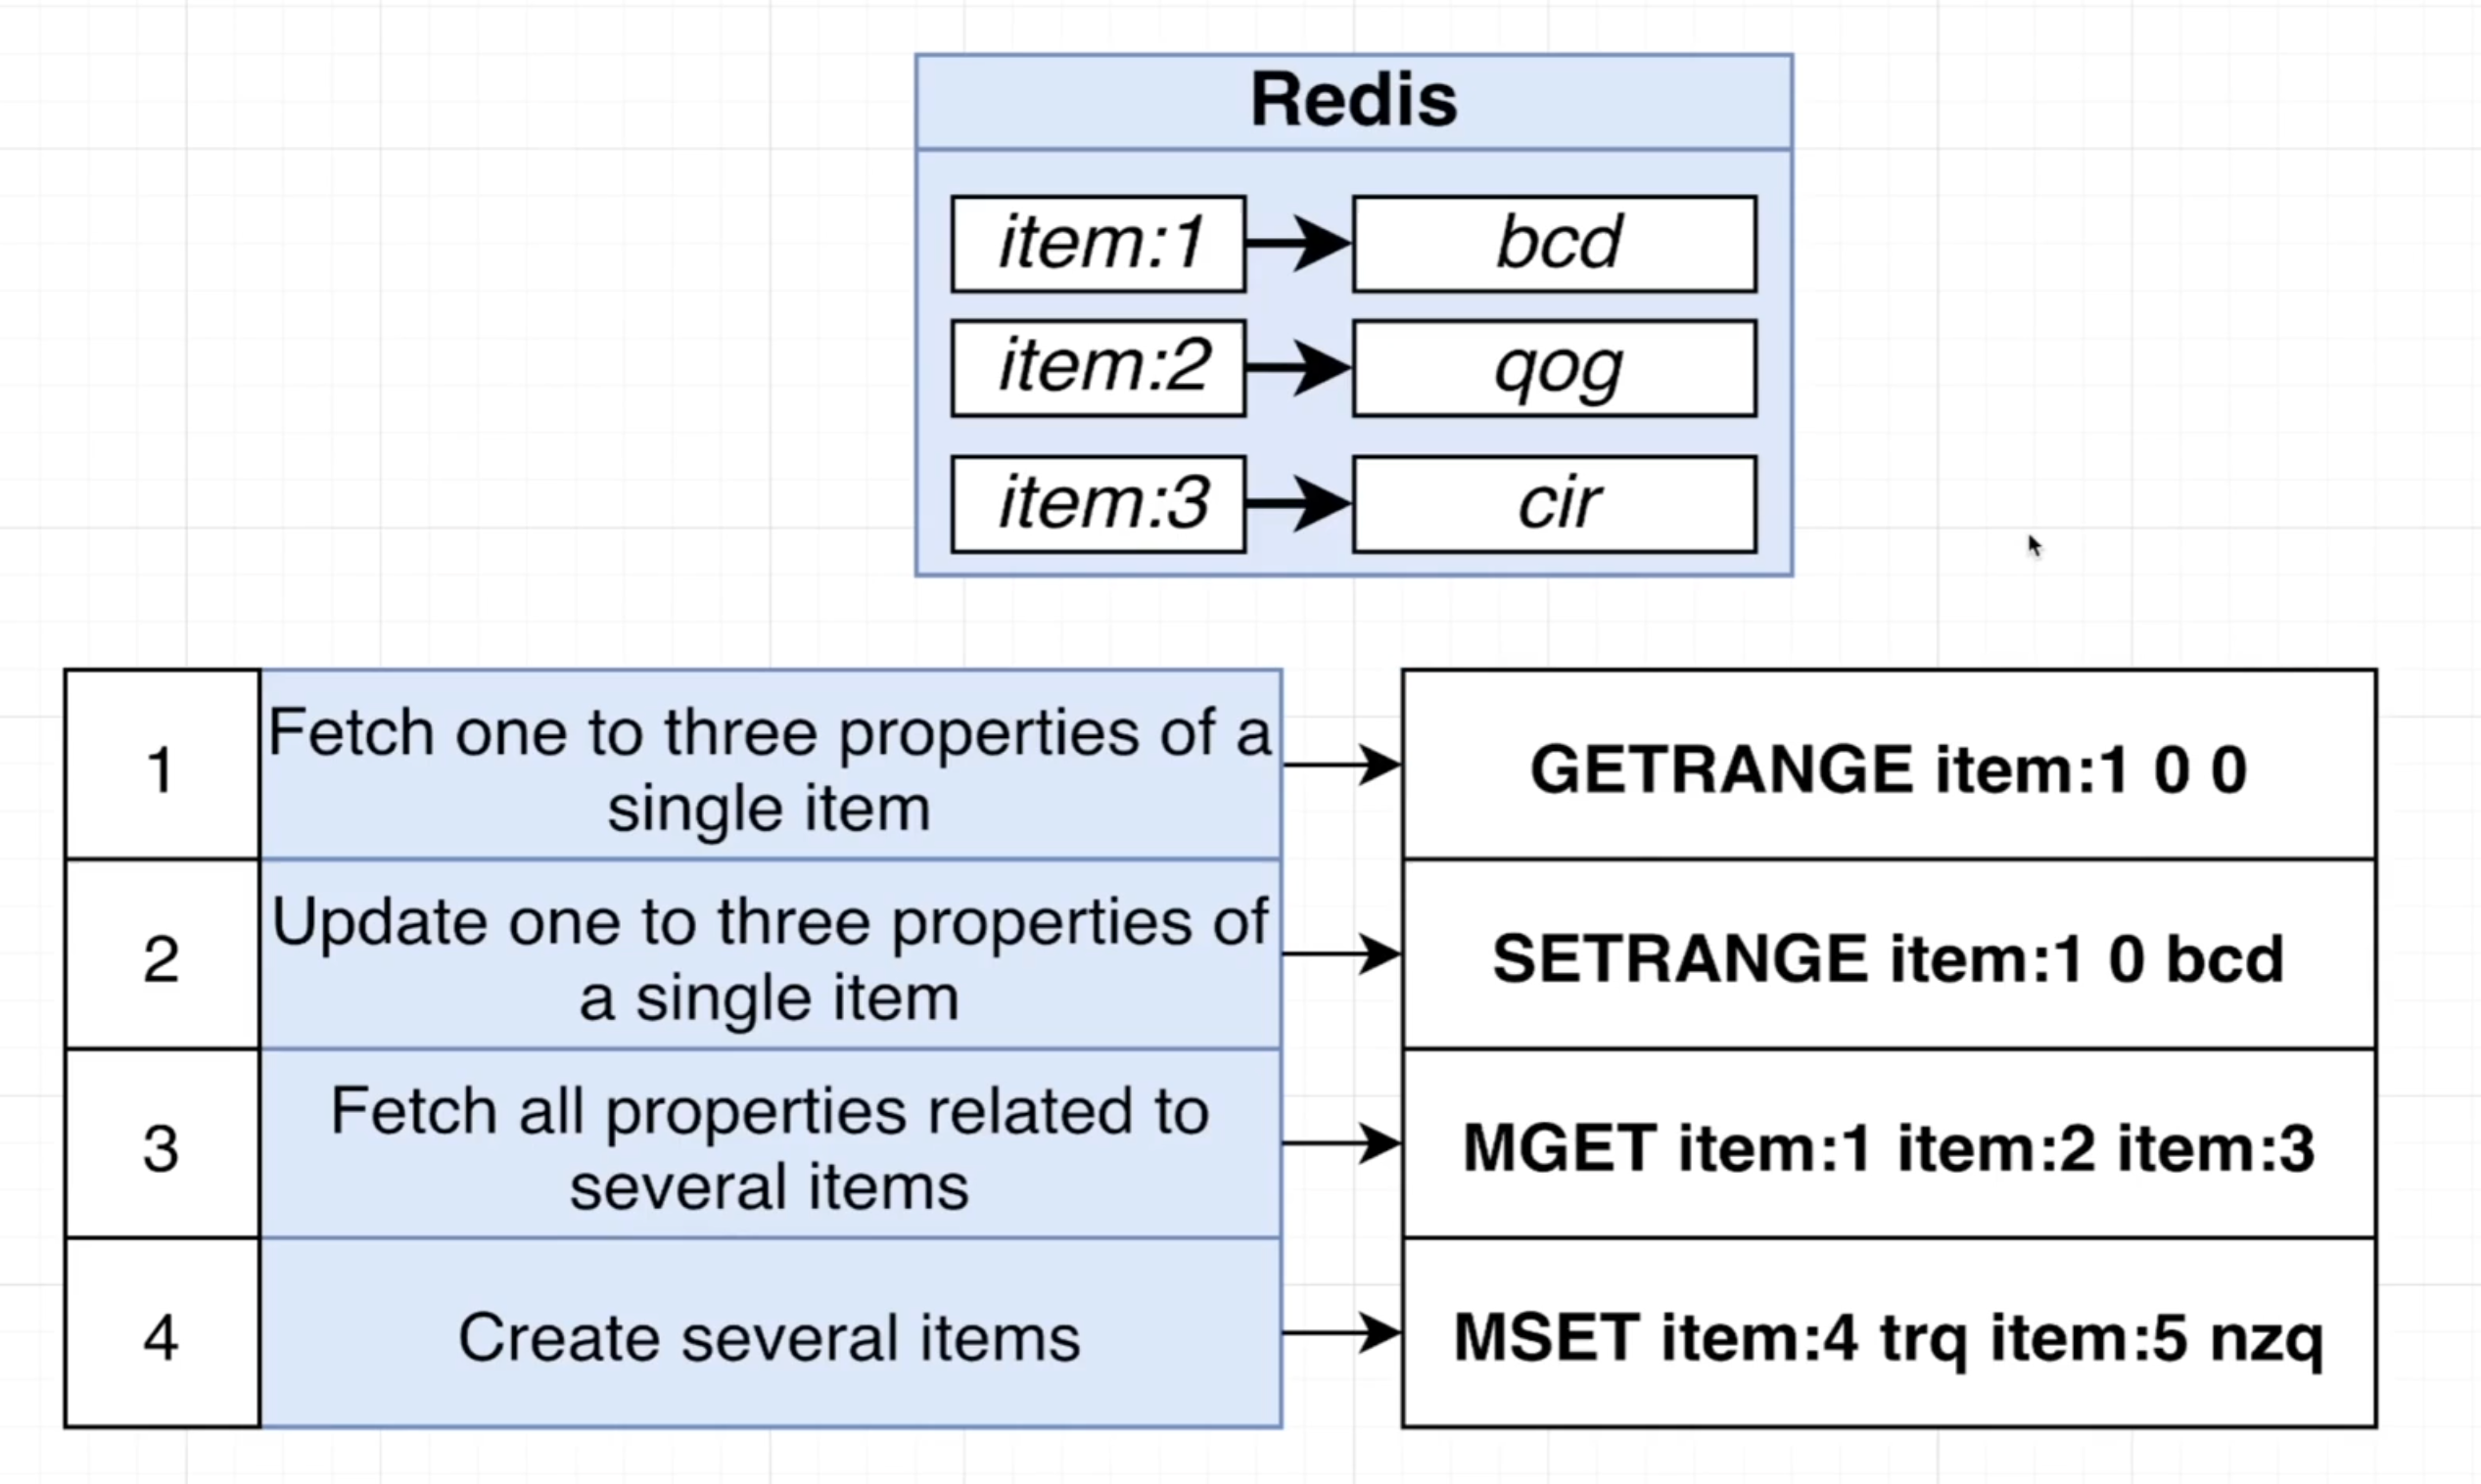 Redis
item:1 bcd
item:2 qog
item:3 cir
1 Fetch one to three properties of a
single item
GETRANGE item:1 0 0
2 Update one to three properties of
a single item
SETRANGE item:1 0 bcd
3 Fetch all properties related to
several items
MGET item:1 item:2 item:3
4 Create several items
MSET item:4 trq item:5 nzq